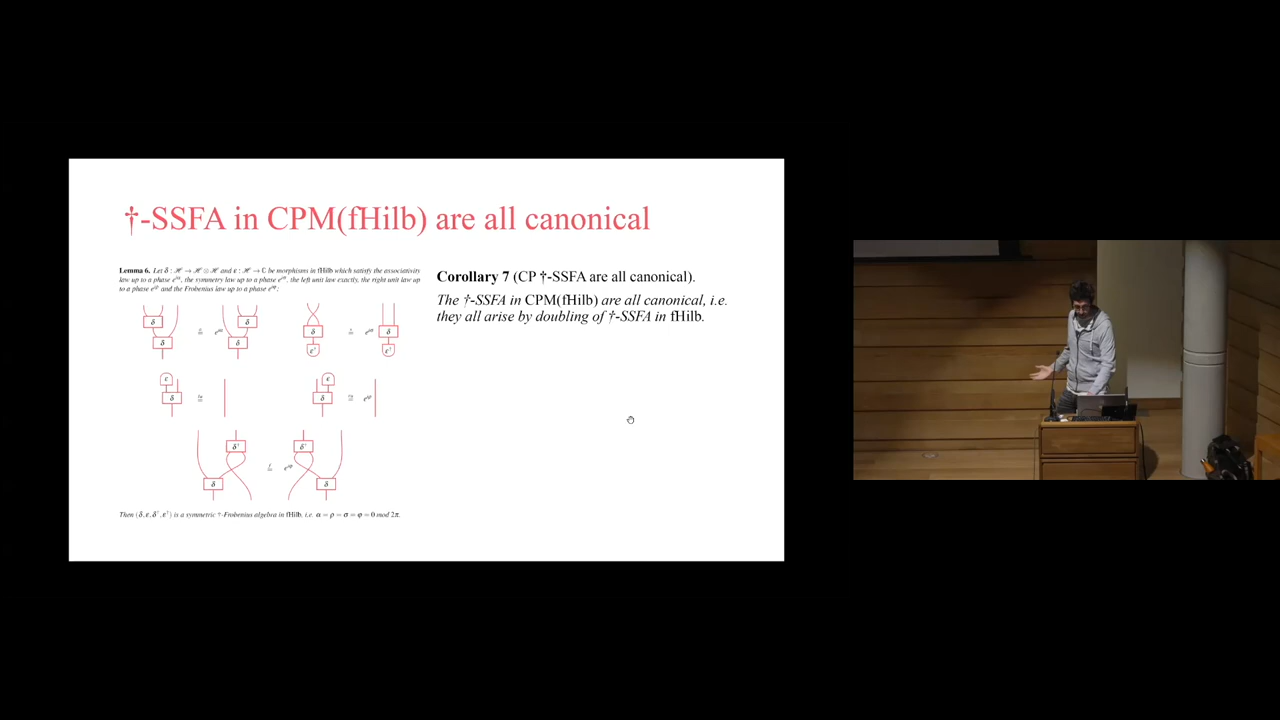 †-SSFA in CPM(fHilb) are all canonical
Lemma 6. Let δ : ℋ → ℋ ⊗ ℋ and ε : ℋ → ℂ be morphisms in fHilb which satisfy the associativity
law up to a phase e^{iα}, the symmetry law up to a phase e^{iσ}, the left unit law exactly, the right unit law up
to a phase e^{iρ} and the Frobenius law up to a phase e^{iφ}:
δ δ
δ = e^{iα} δ
δ = e^{iσ} δ
ε† ε†
ε ε
δ = δ = e^{iρ}
δ† δ†
= e^{iφ}
δ δ
Then (δ, ε, δ†, ε†) is a symmetric †-Frobenius algebra in fHilb, i.e. α = ρ = σ = φ = 0 mod 2π.
Corollary 7 (CP †-SSFA are all canonical).
The †-SSFA in CPM(fHilb) are all canonical, i.e.
they all arise by doubling of †-SSFA in fHilb.